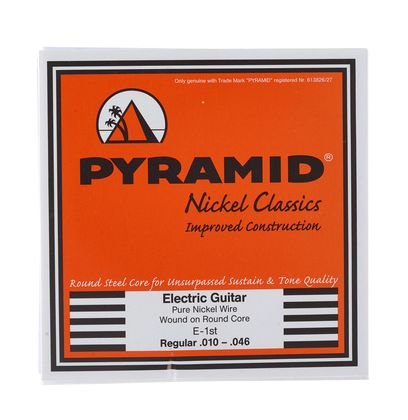 Only genuine with Trade Mark "PYRAMID" registered Nr. 613826/27
PYRAMID®
Nickel Classics
Improved Construction
Round Steel Core for Unsurpassed Sustain & Tone Quality
Electric Guitar
Pure Nickel Wire
Wound on Round Core
E-1st
Regular .010 – .046